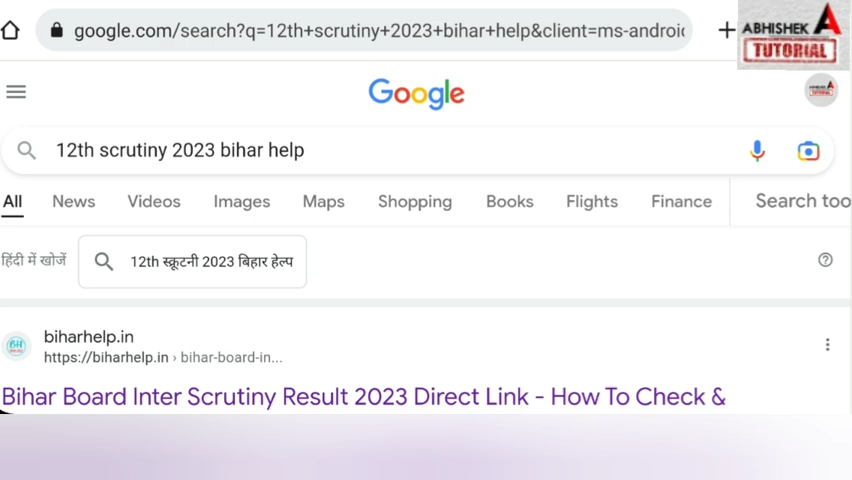 google.com/search?q=12th+scrutiny+2023+bihar+help&client=ms-android
ABHISHEK A
TUTORIAL
Google
12th scrutiny 2023 bihar help
All News Videos Images Maps Shopping Books Flights Finance Search too
हिंदी में खोजें 12th स्क्रूटनी 2023 बिहार हेल्प
BH
biharhelp.in
https://biharhelp.in › bihar-board-in...
Bihar Board Inter Scrutiny Result 2023 Direct Link - How To Check &